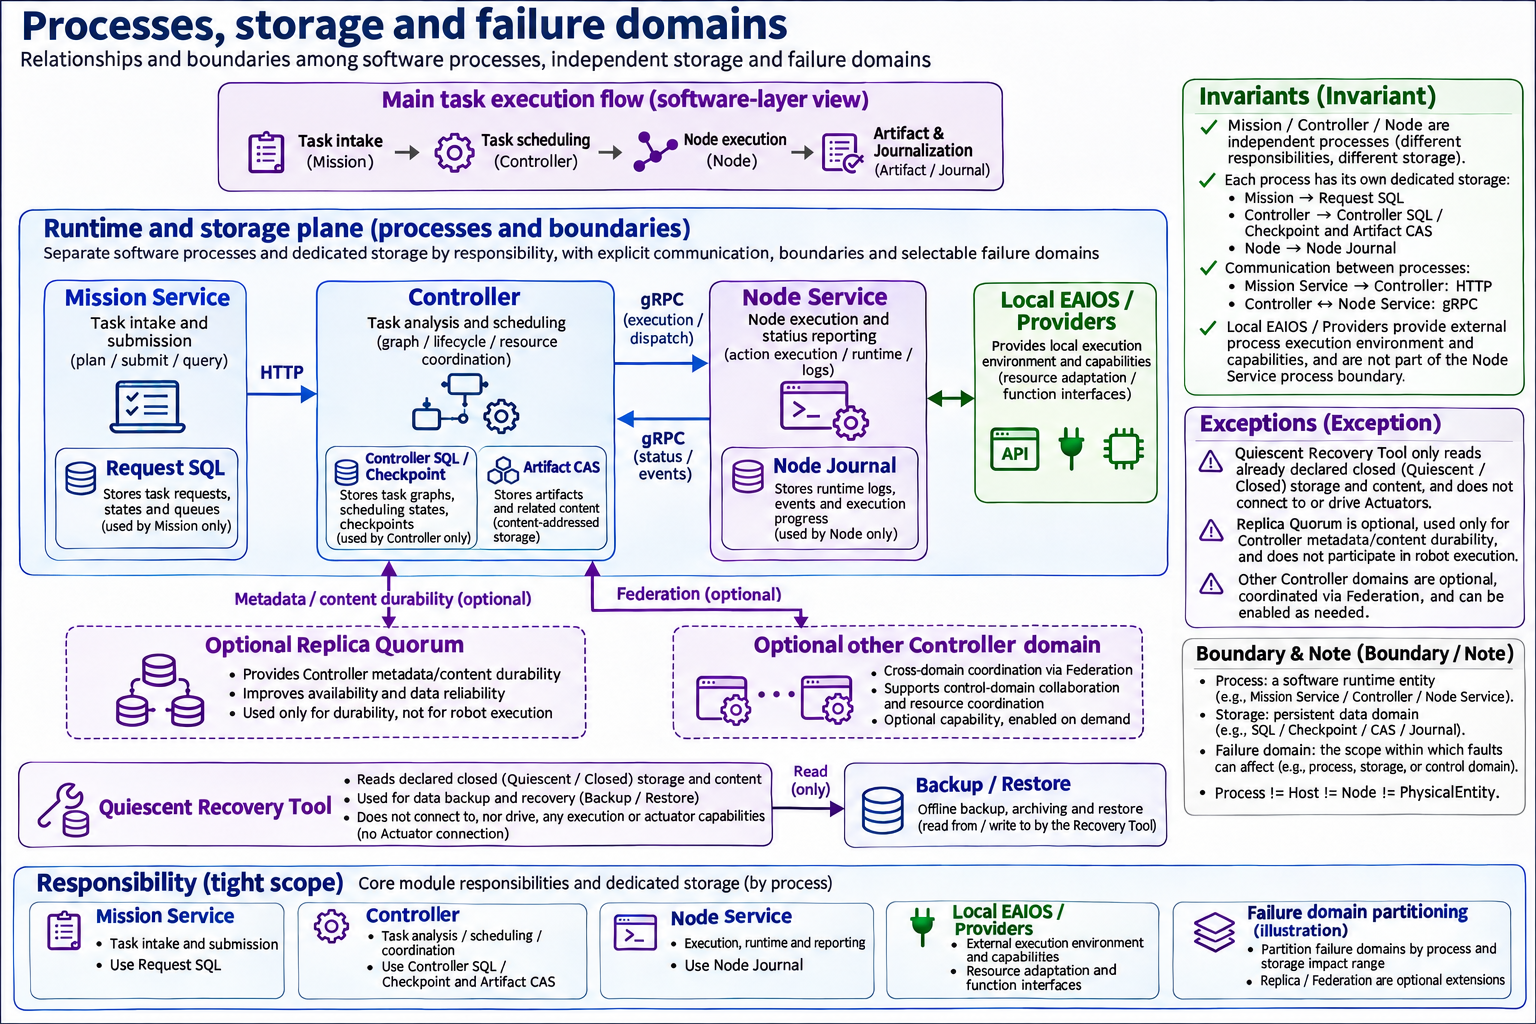 Processes, storage and failure domains
Relationships and boundaries among software processes, independent storage and failure domains
Main task execution flow (software-layer view)
Task intake
(Mission)
Task scheduling
(Controller)
Node execution
(Node)
Artifact &
Journalization
(Artifact / Journal)
Runtime and storage plane (processes and boundaries)
Separate software processes and dedicated storage by responsibility, with explicit communication, boundaries and selectable failure domains
Mission Service
Task intake and
submission
(plan / submit / query)
Request SQL
Stores task requests,
states and queues
(used by Mission only)
HTTP
Controller
Task analysis and scheduling
(graph / lifecycle / resource
coordination)
Controller SQL /
Checkpoint
Stores task graphs,
scheduling states,
checkpoints
(used by Controller only)
Artifact CAS
Stores artifacts
and related content
(content-addressed
storage)
gRPC
(execution /
dispatch)
gRPC
(status /
events)
Node Service
Node execution and
status reporting
(action execution / runtime /
logs)
Node Journal
Stores runtime logs,
events and execution
progress
(used by Node only)
Local EAIOS /
Providers
Provides local execution
environment and capabilities
(resource adaptation /
function interfaces)
API
Metadata / content durability (optional)
Federation (optional)
Optional Replica Quorum
• Provides Controller metadata/content durability
• Improves availability and data reliability
• Used only for durability, not for robot execution
Optional other Controller domain
• Cross-domain coordination via Federation
• Supports control-domain collaboration
and resource coordination
• Optional capability, enabled on demand
Quiescent Recovery Tool
• Reads declared closed (Quiescent / Closed) storage and content
• Used for data backup and recovery (Backup / Restore)
• Does not connect to, nor drive, any execution or actuator capabilities
(no Actuator connection)
Read
(only)
Backup / Restore
Offline backup, archiving and restore
(read from / write to by the Recovery Tool)
Invariants (Invariant)
Mission / Controller / Node are
independent processes (different
responsibilities, different storage).
Each process has its own dedicated storage:
• Mission → Request SQL
• Controller → Controller SQL /
Checkpoint and Artifact CAS
• Node → Node Journal
Communication between processes:
• Mission Service → Controller: HTTP
• Controller ↔ Node Service: gRPC
Local EAIOS / Providers provide external
process execution environment and
capabilities, and are not part of the Node
Service process boundary.
Exceptions (Exception)
Quiescent Recovery Tool only reads
already declared closed (Quiescent /
Closed) storage and content, and does not
connect to or drive Actuators.
Replica Quorum is optional, used only for
Controller metadata/content durability,
and does not participate in robot execution.
Other Controller domains are optional,
coordinated via Federation, and can be
enabled as needed.
Boundary & Note (Boundary / Note)
• Process: a software runtime entity
(e.g., Mission Service / Controller / Node Service).
• Storage: persistent data domain
(e.g., SQL / Checkpoint / CAS / Journal).
• Failure domain: the scope within which faults
can affect (e.g., process, storage, or control domain).
• Process != Host != Node != PhysicalEntity.
Responsibility (tight scope) Core module responsibilities and dedicated storage (by process)
Mission Service
• Task intake and submission
• Use Request SQL
Controller
• Task analysis / scheduling /
coordination
• Use Controller SQL /
Checkpoint and Artifact CAS
Node Service
• Execution, runtime and reporting
• Use Node Journal
Local EAIOS /
Providers
• External execution environment
and capabilities
• Resource adaptation and
function interfaces
Failure domain partitioning
(illustration)
• Partition failure domains by process and
storage impact range
• Replica / Federation are optional extensions